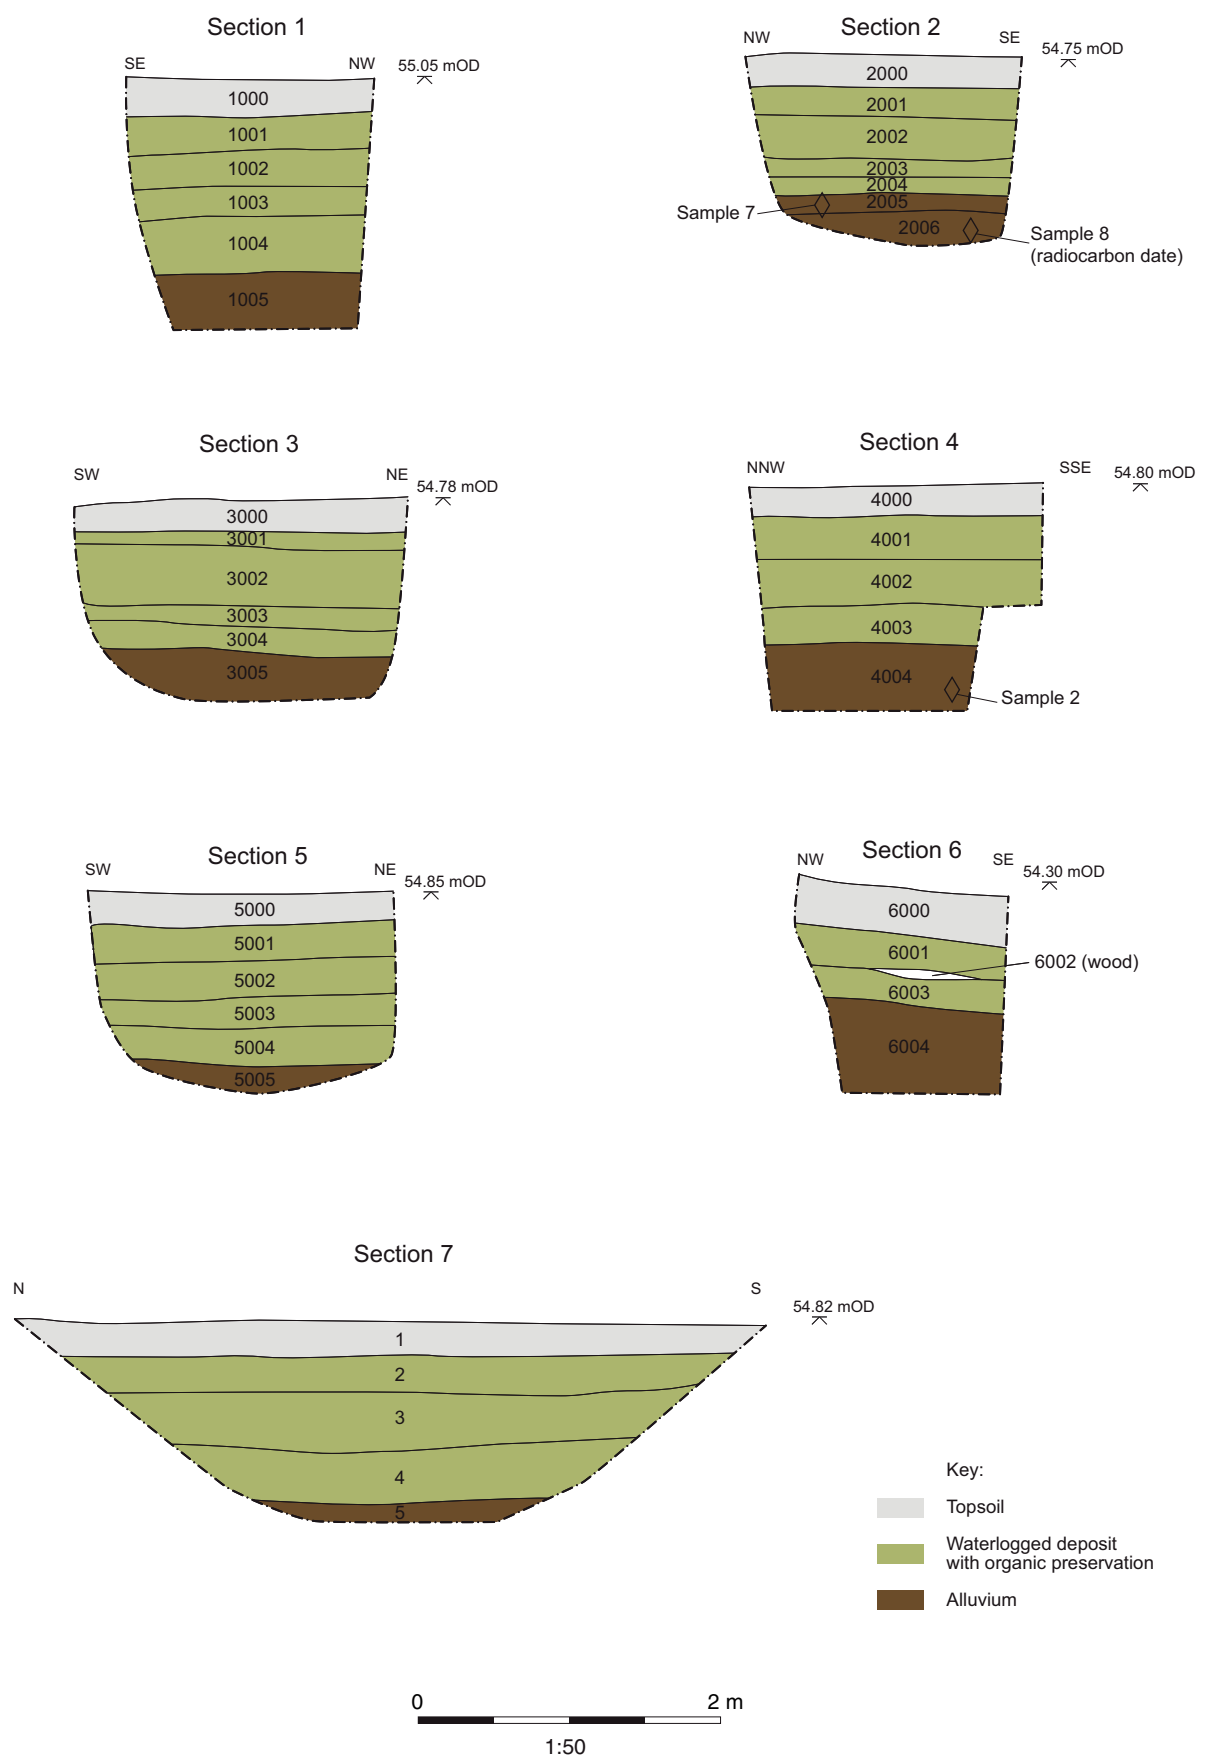 Section 1
SE
NW
55.05 mOD
1000
1001
1002
1003
1004
1005
Section 2
NW
SE
54.75 mOD
2000
2001
2002
2003
2004
2005
2006
Sample 7
Sample 8
(radiocarbon date)
Section 3
SW
NE
54.78 mOD
3000
3001
3002
3003
3004
3005
Section 4
NNW
SSE
54.80 mOD
4000
4001
4002
4003
4004
Sample 2
Section 5
SW
NE
54.85 mOD
5000
5001
5002
5003
5004
5005
Section 6
NW
SE
54.30 mOD
6000
6001
6002 (wood)
6003
6004
Section 7
N
S
54.82 mOD
1
2
3
4
5
Key:
Topsoil
Waterlogged deposit
with organic preservation
Alluvium
0
2 m
1:50